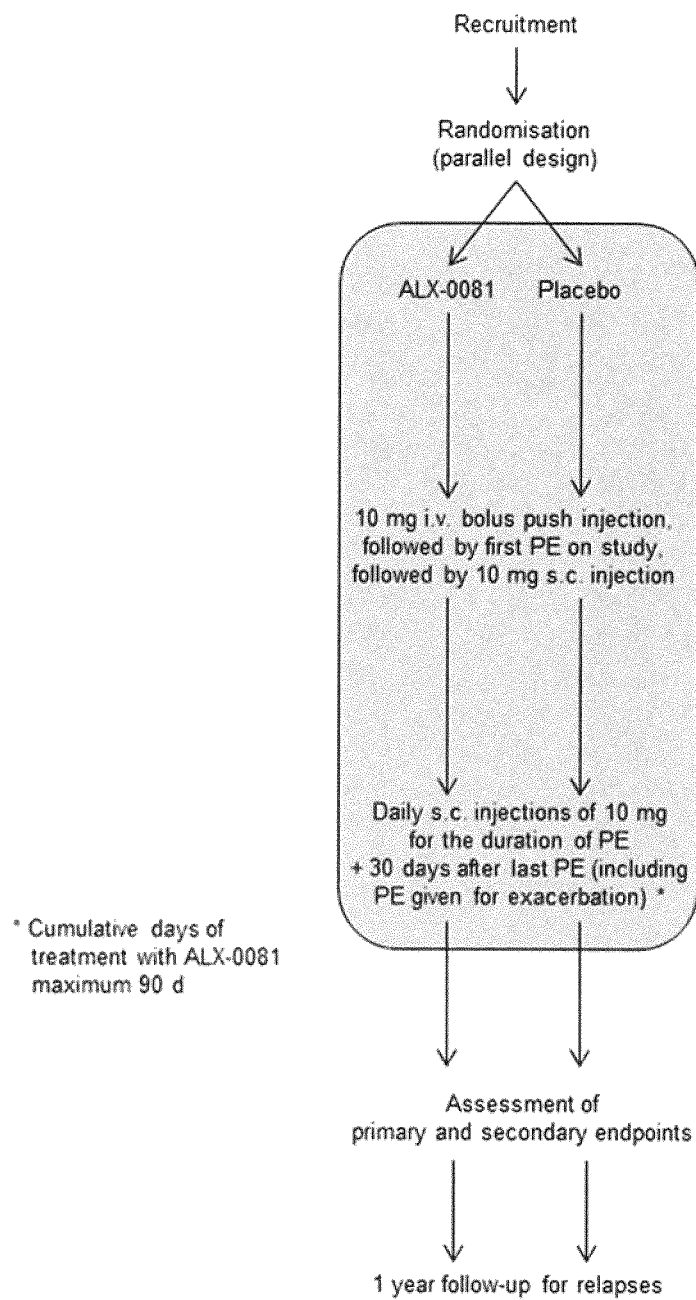 Recruitment
Randomisation
(parallel design)
ALX-0081 Placebo
10 mg i.v. bolus push injection,
followed by first PE on study,
followed by 10 mg s.c. injection
Daily s.c. injections of 10 mg
for the duration of PE
+ 30 days after last PE (including
PE given for exacerbation) *
* Cumulative days of
treatment with ALX-0081
maximum 90 d
Assessment of
primary and secondary endpoints
1 year follow-up for relapses